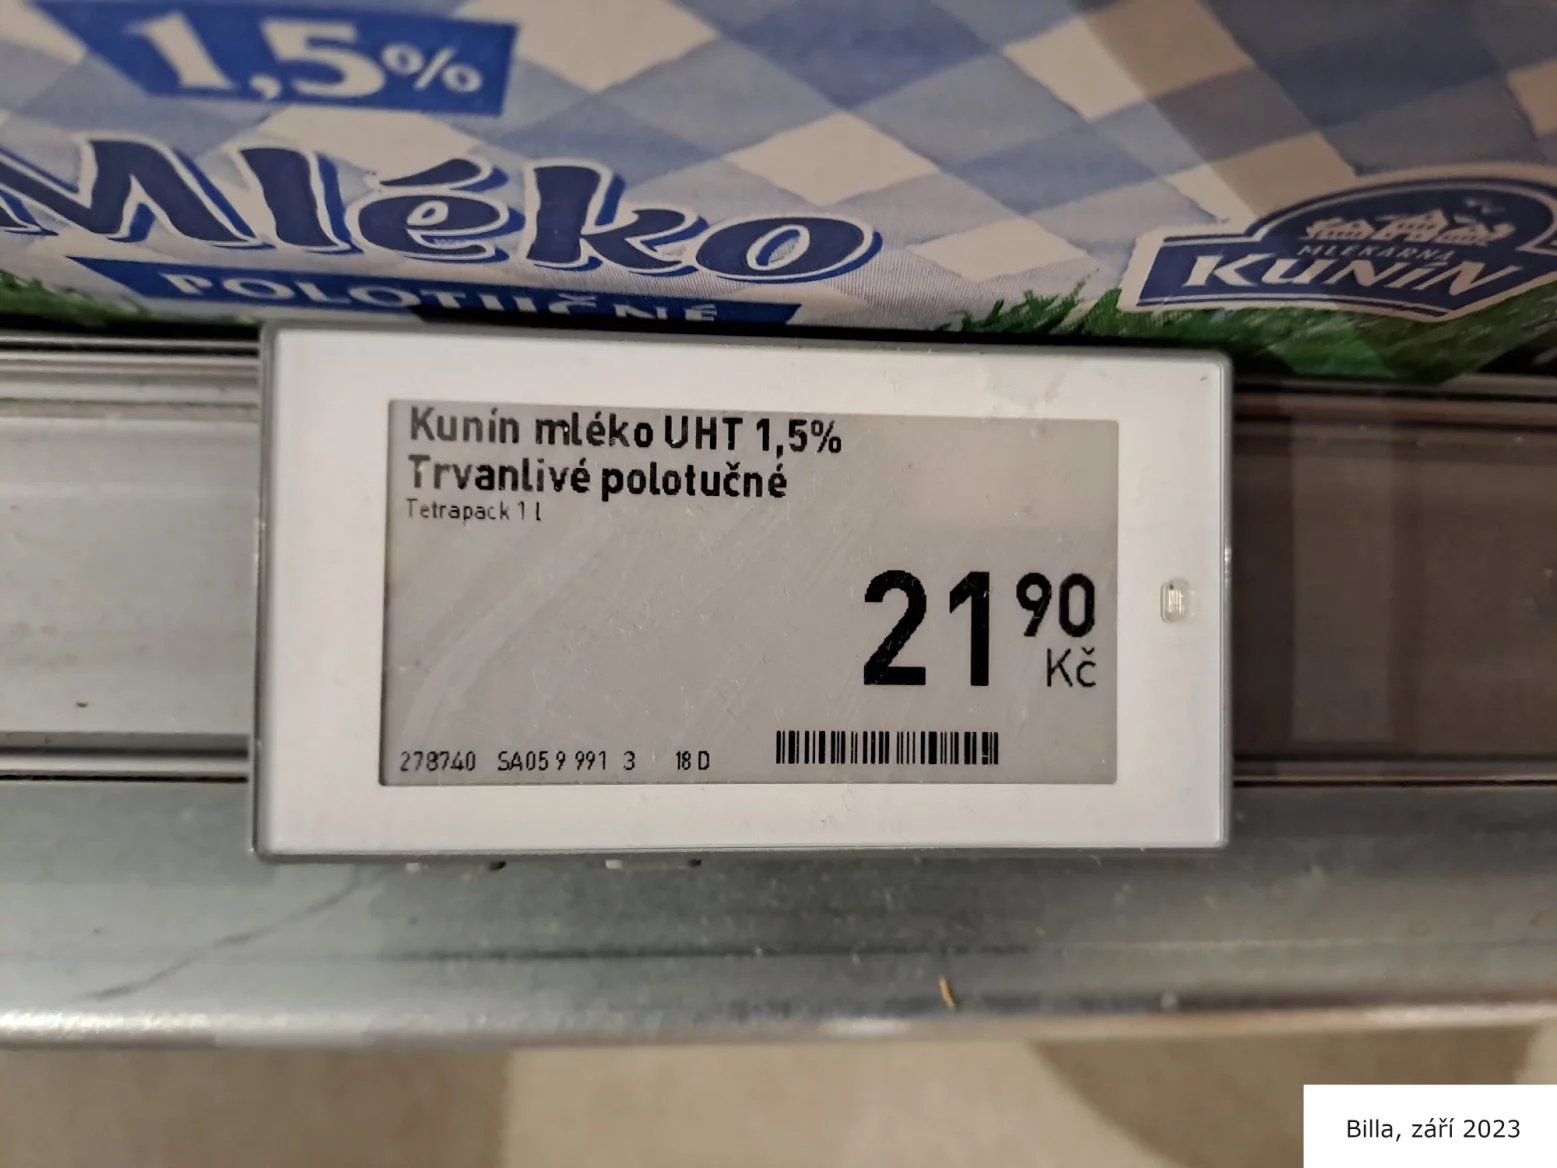 1,5%
Mléko
POLOTUČNÉ
MLÉKÁRNA
KUNÍN
Kunín mléko UHT 1,5%
Trvanlivé polotučné
Tetrapack 1 l
21 90
Kč
278740 SA05 9 991 3 18 D
Billa, září 2023